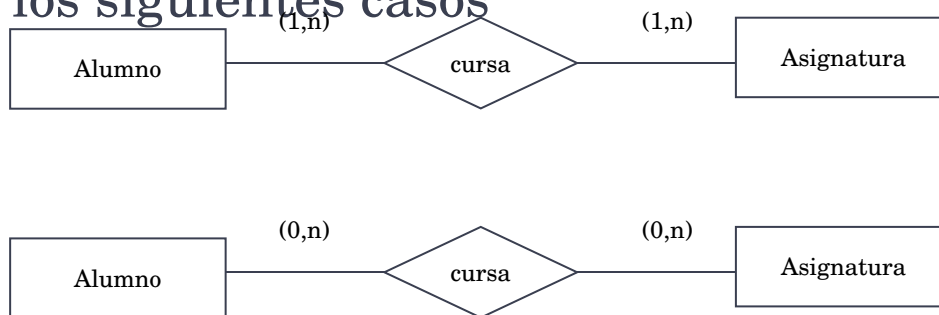 los siguientes casos
(1,n) (1,n)
Alumno cursa Asignatura
(0,n) (0,n)
Alumno cursa Asignatura